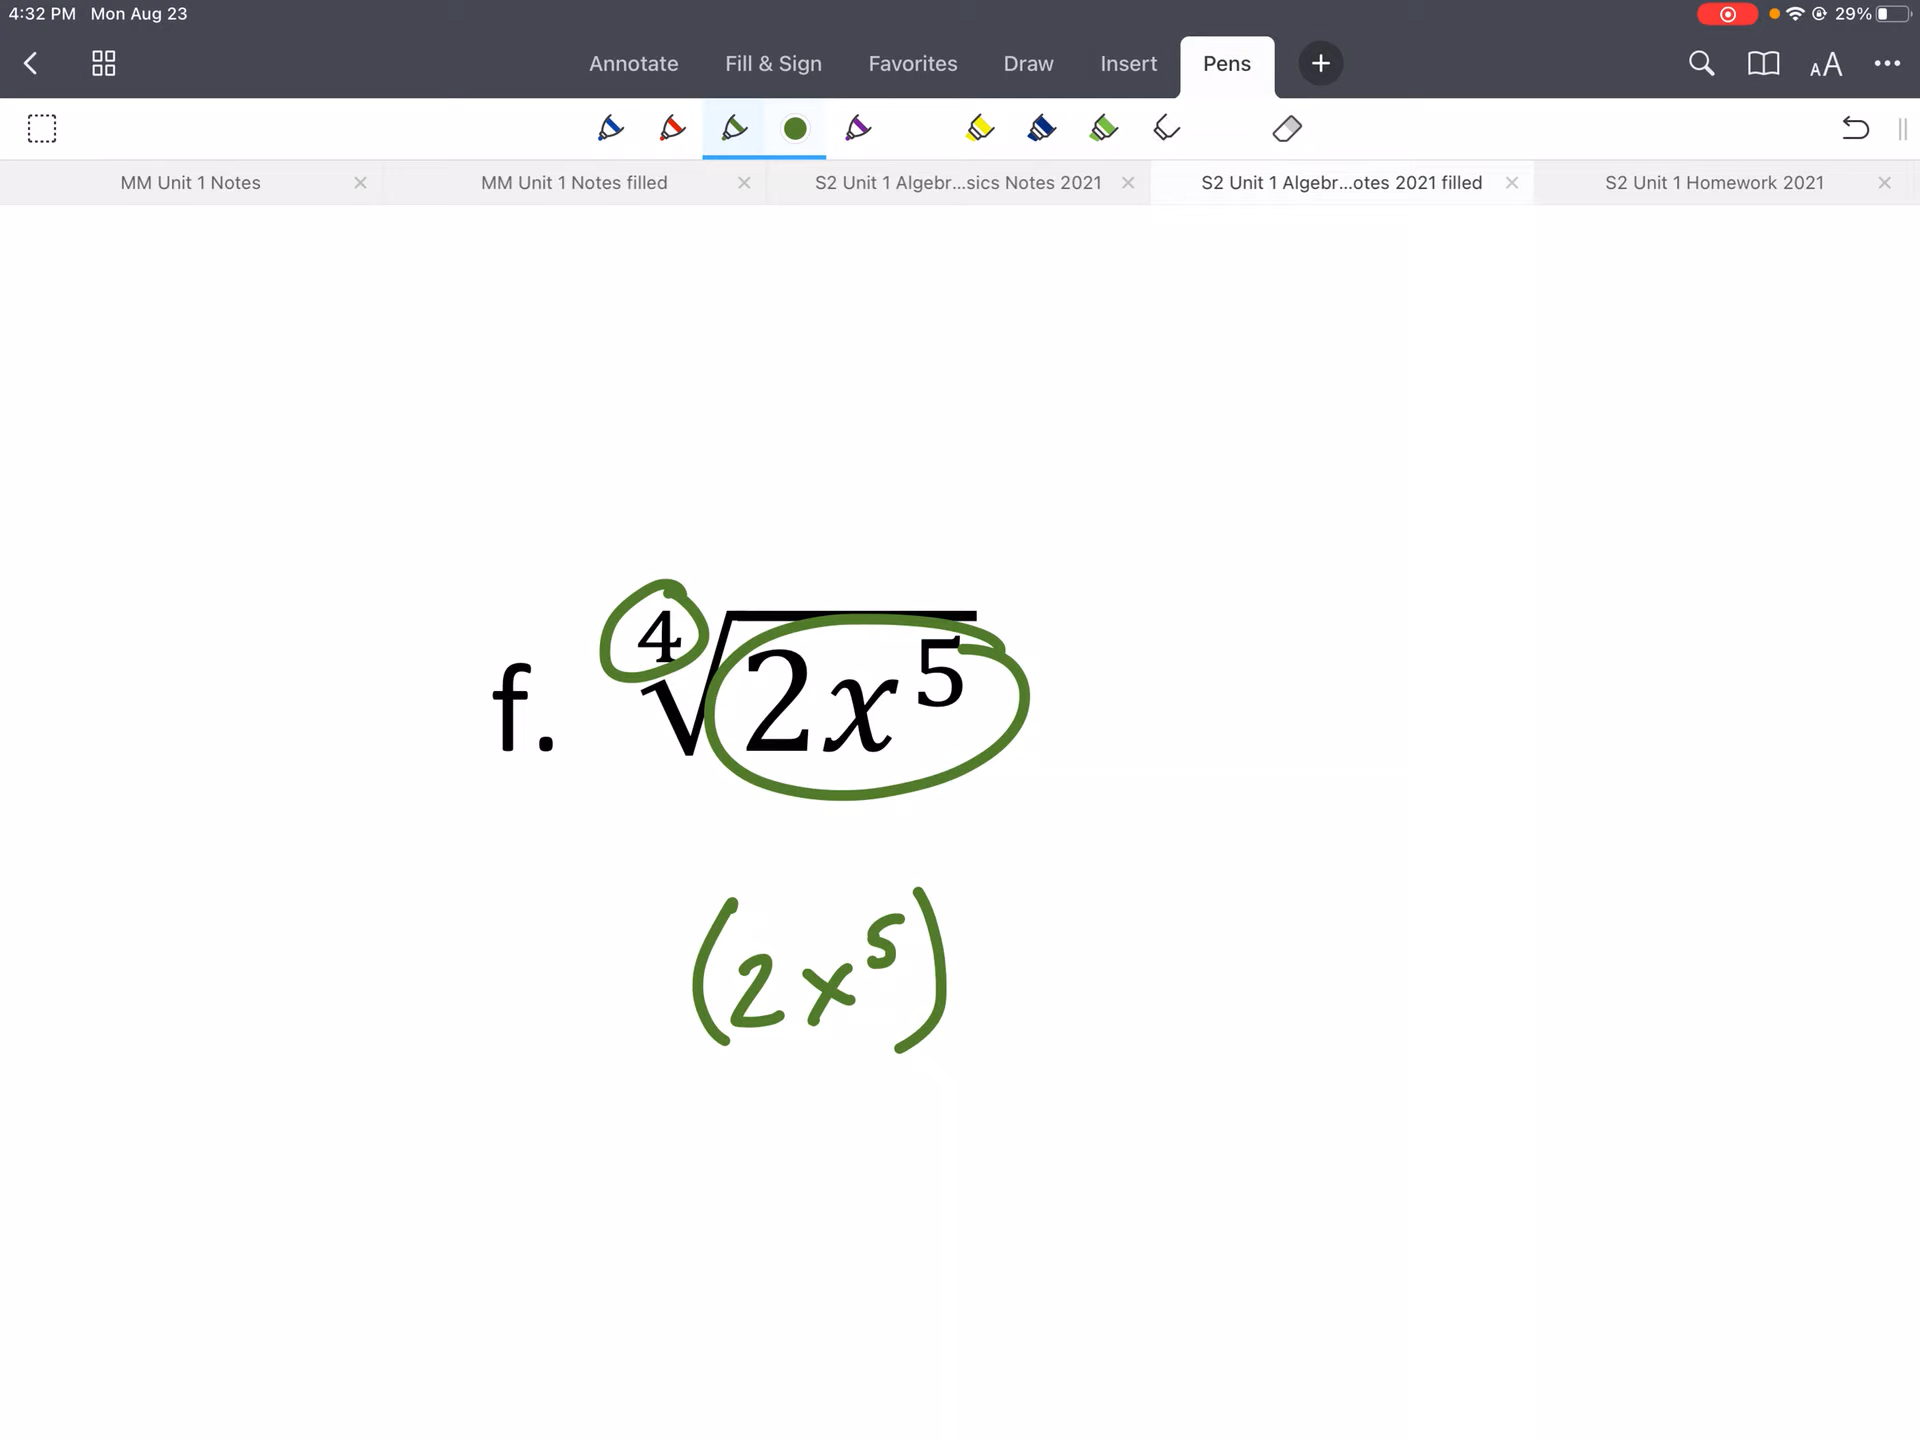 4:32 PM Mon Aug 23 29%
Annotate Fill & Sign Favorites Draw Insert Pens + AA
MM Unit 1 Notes MM Unit 1 Notes filled S2 Unit 1 Algebr...sics Notes 2021 S2 Unit 1 Algebr...otes 2021 filled S2 Unit 1 Homework 2021
f. ∜(2x⁵)
(2x⁵)